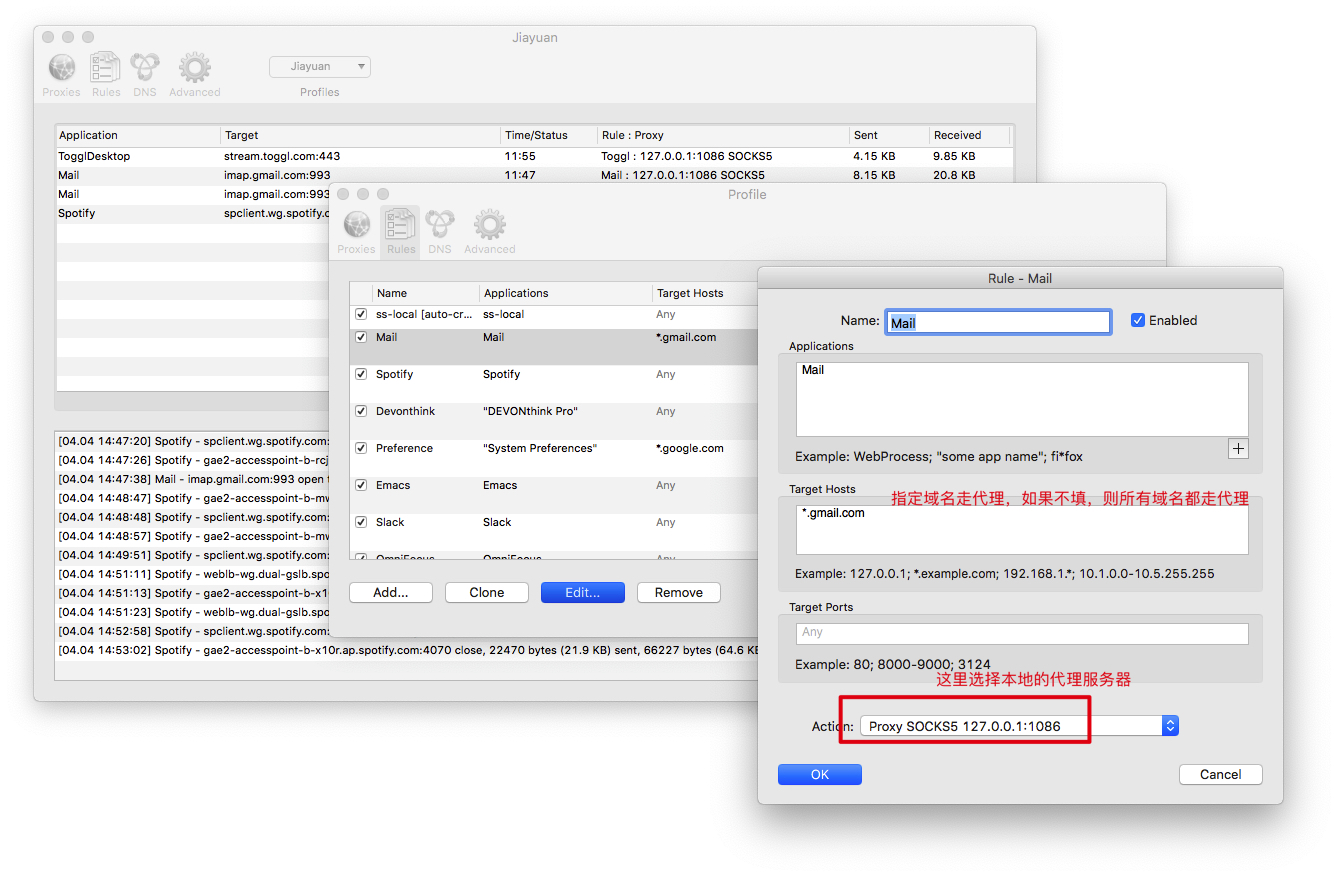 Jiayuan
Proxies Rules DNS Advanced
Jiayuan
Profiles
Application Target Time/Status Rule : Proxy Sent Received
TogglDesktop stream.toggl.com:443 11:55 Toggl : 127.0.0.1:1086 SOCKS5 4.15 KB 9.85 KB
Mail imap.gmail.com:993 11:47 Mail : 127.0.0.1:1086 SOCKS5 8.15 KB 20.8 KB
Mail imap.gmail.com:993
Spotify spclient.wg.spotify.c
[04.04 14:47:20] Spotify - spclient.wg.spotify.com:
[04.04 14:47:26] Spotify - gae2-accesspoint-b-rcj
[04.04 14:47:38] Mail - imap.gmail.com:993 open t
[04.04 14:48:47] Spotify - gae2-accesspoint-b-mw
[04.04 14:48:48] Spotify - spclient.wg.spotify.com:
[04.04 14:48:57] Spotify - gae2-accesspoint-b-mw
[04.04 14:49:51] Spotify - spclient.wg.spotify.com:
[04.04 14:51:11] Spotify - weblb-wg.dual-gslb.spo
[04.04 14:51:13] Spotify - gae2-accesspoint-b-x10
[04.04 14:51:23] Spotify - weblb-wg.dual-gslb.spo
[04.04 14:52:58] Spotify - spclient.wg.spotify.com:
[04.04 14:53:02] Spotify - gae2-accesspoint-b-x10r.ap.spotify.com:4070 close, 22470 bytes (21.9 KB) sent, 66227 bytes (64.6 KB
Profile
Proxies Rules DNS Advanced
Name Applications Target Hosts
ss-local [auto-cr... ss-local Any
Mail Mail *.gmail.com
Spotify Spotify Any
Devonthink "DEVONthink Pro" Any
Preference "System Preferences" *.google.com
Emacs Emacs Any
Slack Slack Any
OmniFocus OmniFocus Any
Add... Clone Edit... Remove
Rule - Mail
Name: Mail Enabled
Applications
Mail
Example: WebProcess; "some app name"; fi*fox
Target Hosts
指定域名走代理，如果不填，则所有域名都走代理
*.gmail.com
Example: 127.0.0.1; *.example.com; 192.168.1.*; 10.1.0.0-10.5.255.255
Target Ports
Any
Example: 80; 8000-9000; 3124
这里选择本地的代理服务器
Action: Proxy SOCKS5 127.0.0.1:1086
OK Cancel